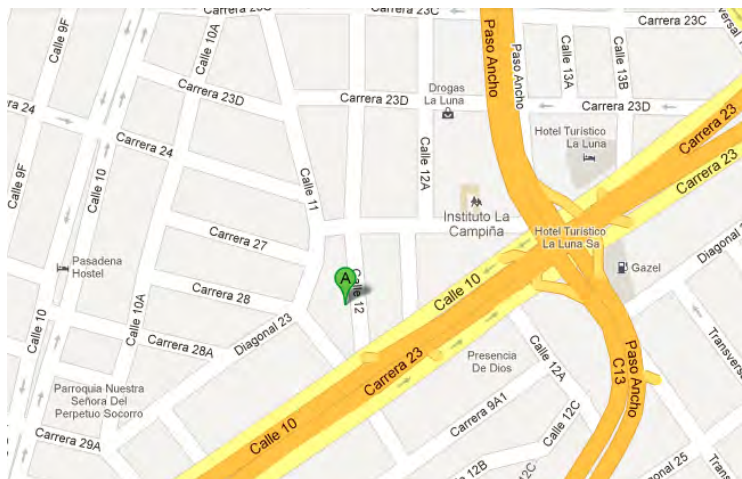 Carrera 23C
Carrera 23C
Calle 9F
Calle 10A
Paso Ancho
Paso Ancho
Calle 13A
Calle 13B
Drogas
La Luna
Carrera 23D
Carrera 23D
Carrera 23D
Carrera 24
Carrera 24
Hotel Turístico
La Luna
Carrera 23
Carrera 23
Calle 9F
Calle 10
Calle 11
Calle 12A
Instituto La
Campiña
Carrera 27
Hotel Turístico
La Luna Sa
Diagonal 2
Gazel
Pasadena
Hostel
A
Calle 10
Carrera 28
Calle 12
Calle 10A
Calle 10
Diagonal 23
Carrera 28A
Carrera 23
Presencia
De Dios
Calle 12A
Paso Ancho
C13
Transvers
Parroquia Nuestra
Señora Del
Perpetuo Socorro
Carrera 9A1
Calle 12C
Calle 10
Carrera 29A
12B
12C
Diagonal 25